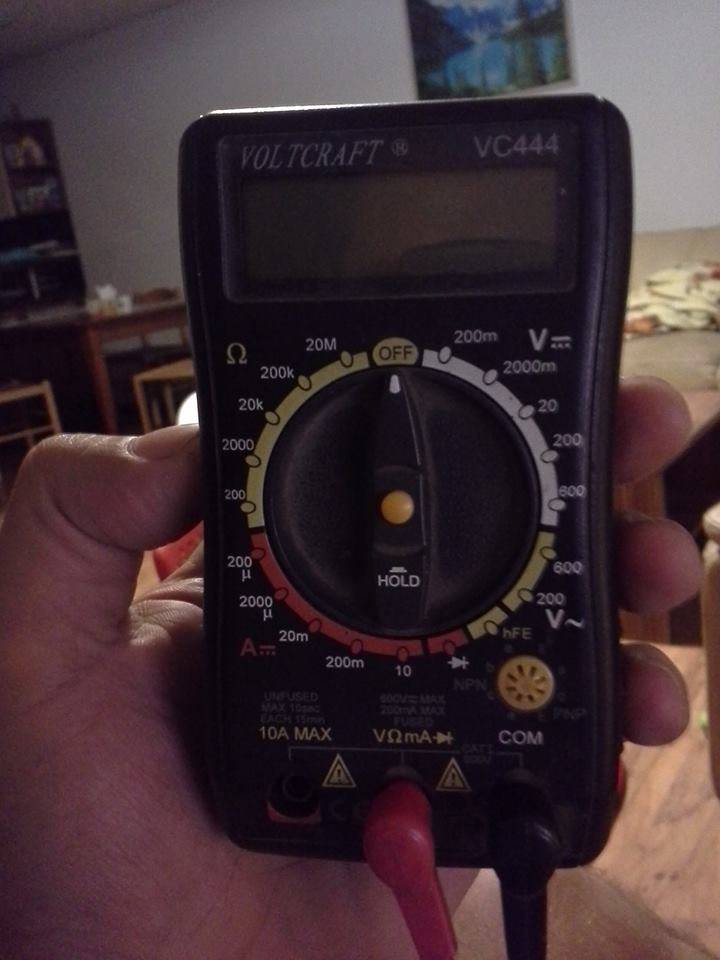 VOLTCRAFT ® VC444
OFF
200m
V⎓
2000m
20
200
600
600
200
V~
hFE
Ω
20M
200k
20k
2000
200
200
µ
2000
µ
20m
A⎓
200m
10
HOLD
NPN
PNP
UNFUSED
MAX 10sec
EACH 15min
10A MAX
600V⎓ MAX
200mA MAX
FUSED
VΩmA
COM
CE